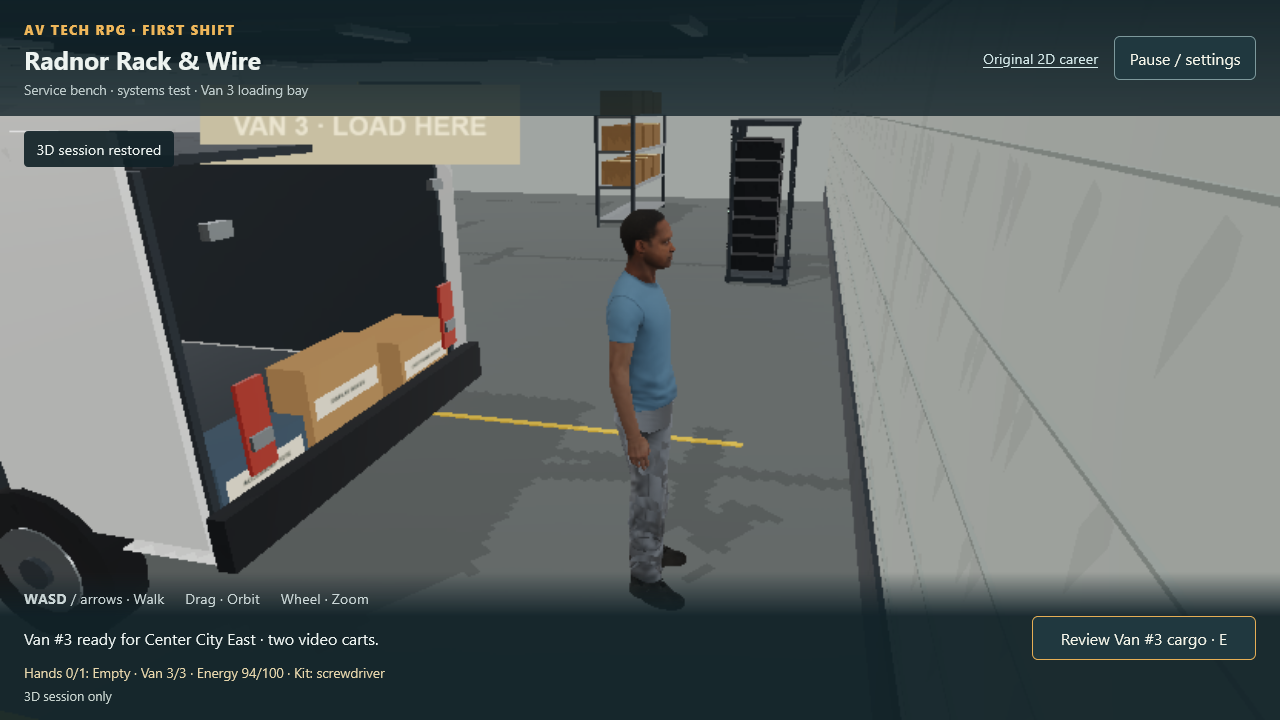 AV TECH RPG · FIRST SHIFT
Radnor Rack & Wire
Service bench · systems test · Van 3 loading bay
Original 2D career
Pause / settings
VAN 3 · LOAD HERE
3D session restored
WASD / arrows · Walk Drag · Orbit Wheel · Zoom
Van #3 ready for Center City East · two video carts.
Review Van #3 cargo · E
Hands 0/1: Empty · Van 3/3 · Energy 94/100 · Kit: screwdriver
3D session only